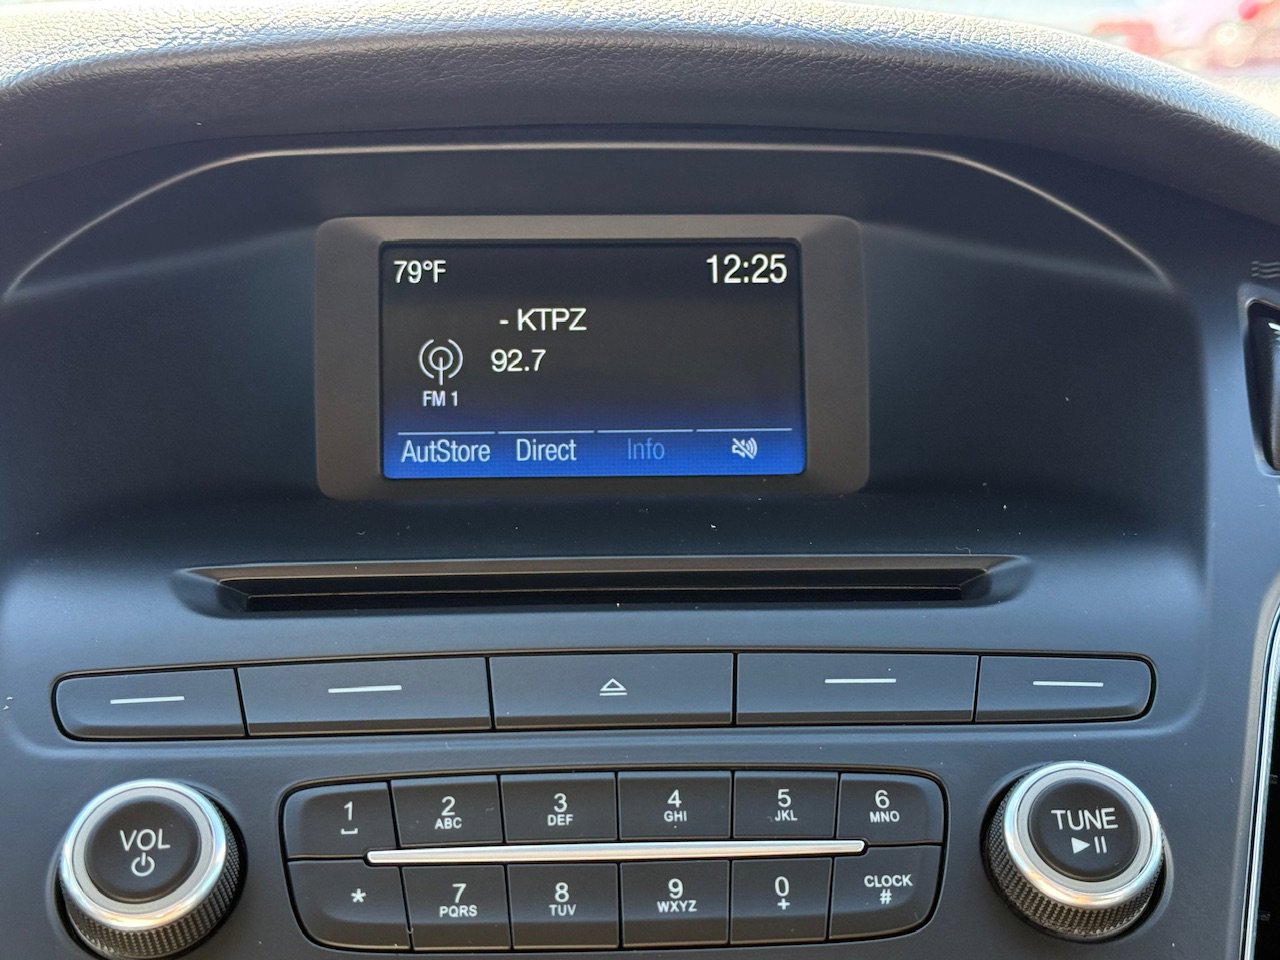 79°F 12:25
- KTPZ
92.7
FM 1
AutStore Direct Info
1 2 3 4 5 6
ABC DEF GHI JKL MNO
VOL
TUNE
* 7 8 9 0 CLOCK
PQRS TUV WXYZ + #